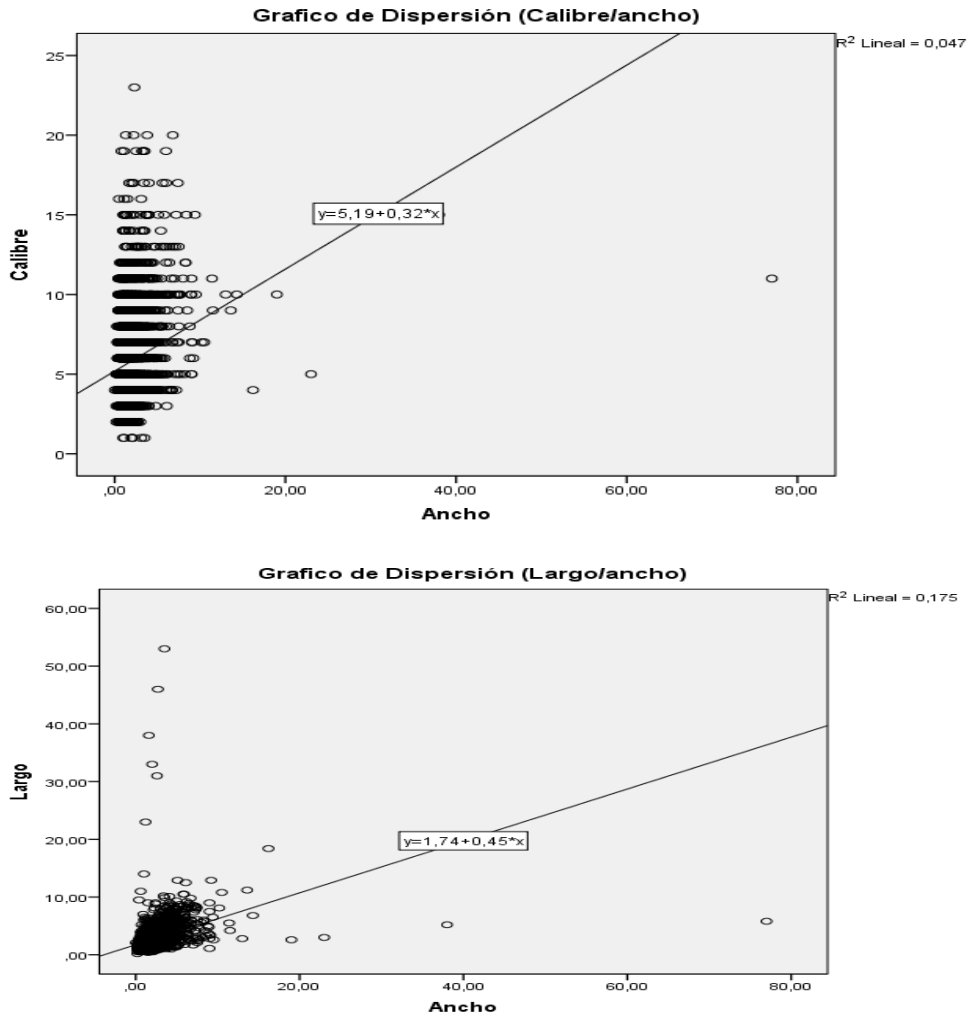 Grafico de Dispersión (Calibre/ancho)
R² Lineal = 0,047
25
20
15
10
5
0
Calibre
y=5,19+0,32*x
,00
20,00
40,00
60,00
80,00
Ancho
Grafico de Dispersión (Largo/ancho)
R² Lineal = 0,175
60,00
50,00
40,00
30,00
20,00
10,00
,00
Largo
y=1,74+0,45*x
,00
20,00
40,00
60,00
80,00
Ancho